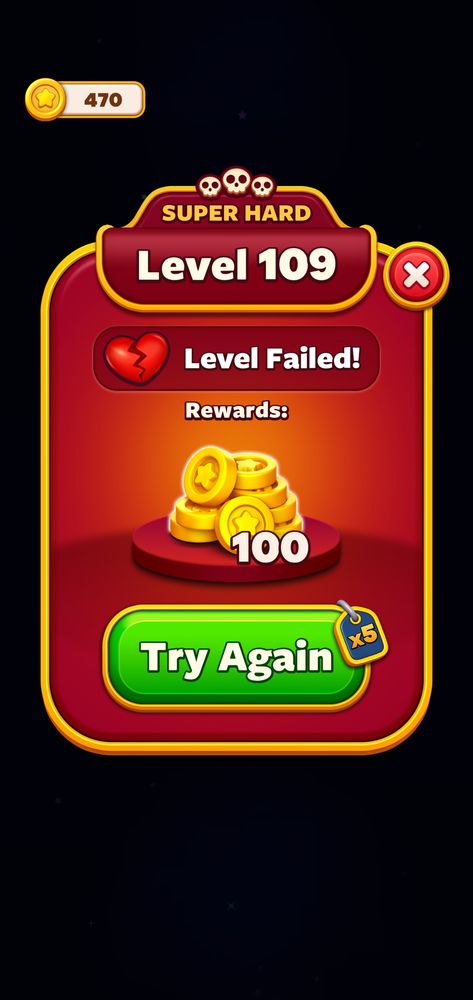 470
SUPER HARD
Level 109
Level Failed!
Rewards:
100
Try Again
x5